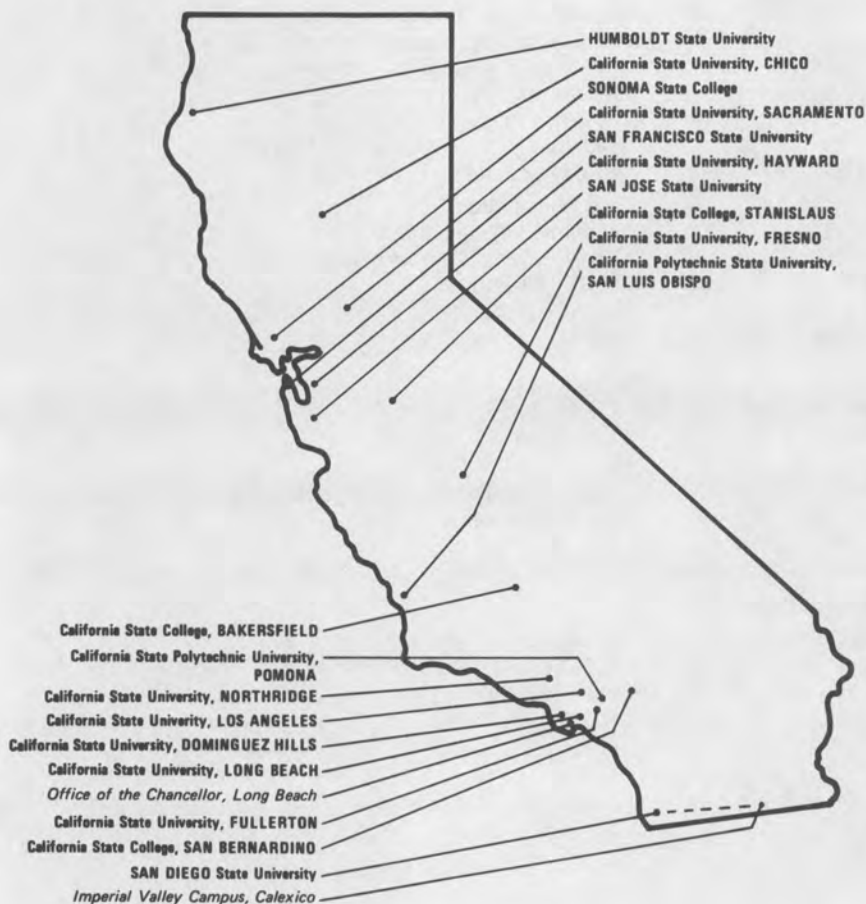 HUMBOLDT State University
California State University, CHICO
SONOMA State College
California State University, SACRAMENTO
SAN FRANCISCO State University
California State University, HAYWARD
SAN JOSE State University
California State College, STANISLAUS
California State University, FRESNO
California Polytechnic State University,
SAN LUIS OBISPO
California State College, BAKERSFIELD
California State Polytechnic University,
POMONA
California State University, NORTHRIDGE
California State Univerity, LOS ANGELES
California State University, DOMINGUEZ HILLS
California State University, LONG BEACH
Office of the Chancellor, Long Beach
California State University, FULLERTON
California State College, SAN BERNARDINO
SAN DIEGO State University
Imperial Valley Campus, Calexico